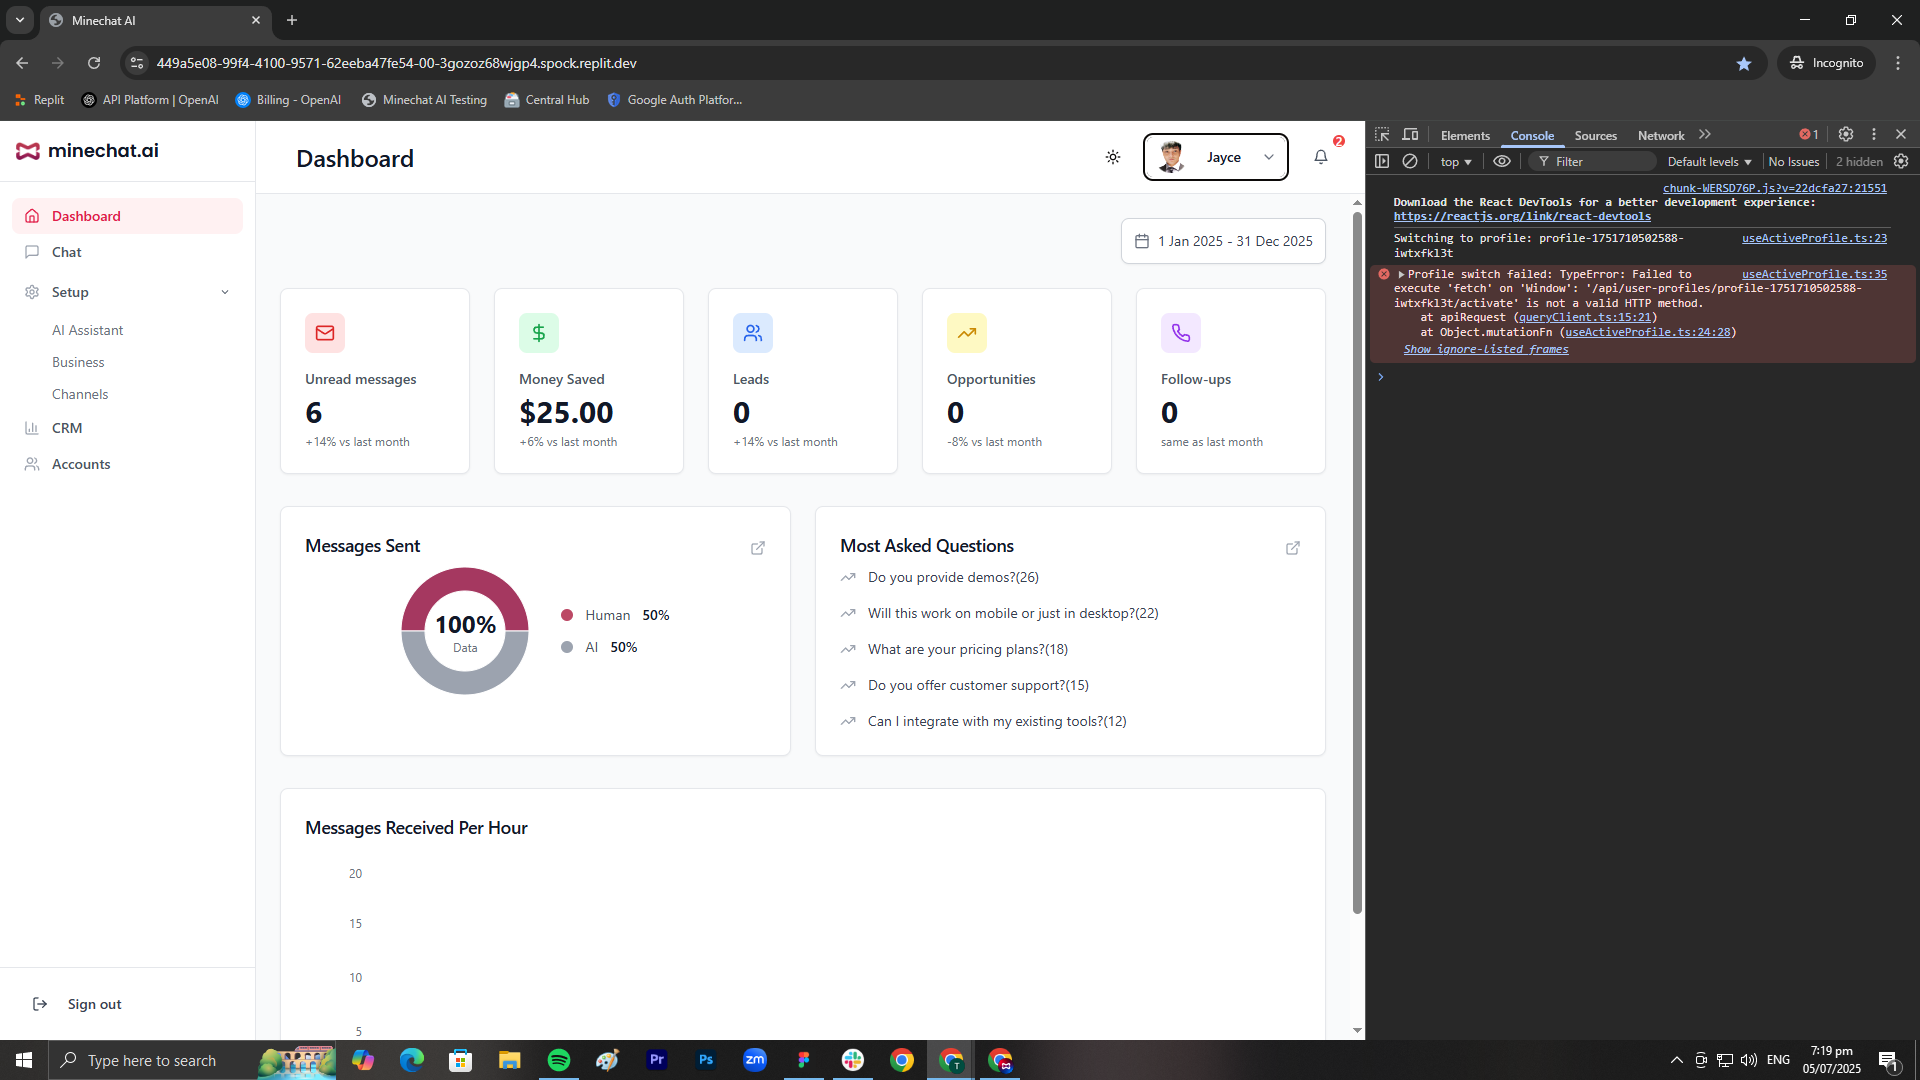 Minechat AI
449a5e08-99f4-4100-9571-62eeba47fe54-00-3gozoz68wjgp4.spock.replit.dev
Incognito
Replit
API Platform | OpenAI
Billing - OpenAI
Minechat AI Testing
Central Hub
Google Auth Platfor...
minechat.ai
Dashboard
Chat
Setup
AI Assistant
Business
Channels
CRM
Accounts
Sign out
Dashboard
Jayce
2
1 Jan 2025 - 31 Dec 2025
Unread messages
6
+14% vs last month
Money Saved
$25.00
+6% vs last month
Leads
0
+14% vs last month
Opportunities
0
-8% vs last month
Follow-ups
0
same as last month
Messages Sent
100%
Data
Human 50%
AI 50%
Most Asked Questions
Do you provide demos?(26)
Will this work on mobile or just in desktop?(22)
What are your pricing plans?(18)
Do you offer customer support?(15)
Can I integrate with my existing tools?(12)
Messages Received Per Hour
20
15
10
5
Elements
Console
Sources
Network
1
top
Filter
Default levels
No Issues
2 hidden
chunk-WERSD76P.js?v=22dcfa27:21551
Download the React DevTools for a better development experience:
https://reactjs.org/link/react-devtools
Switching to profile: profile-1751710502588- useActiveProfile.ts:23
iwtxfkl3t
Profile switch failed: TypeError: Failed to useActiveProfile.ts:35
execute 'fetch' on 'Window': '/api/user-profiles/profile-1751710502588-
iwtxfkl3t/activate' is not a valid HTTP method.
at apiRequest (queryClient.ts:15:21)
at Object.mutationFn (useActiveProfile.ts:24:28)
Show ignore-listed frames
Type here to search
Pr
Ps
zm
T
ENG
7:19 pm
05/07/2025
1